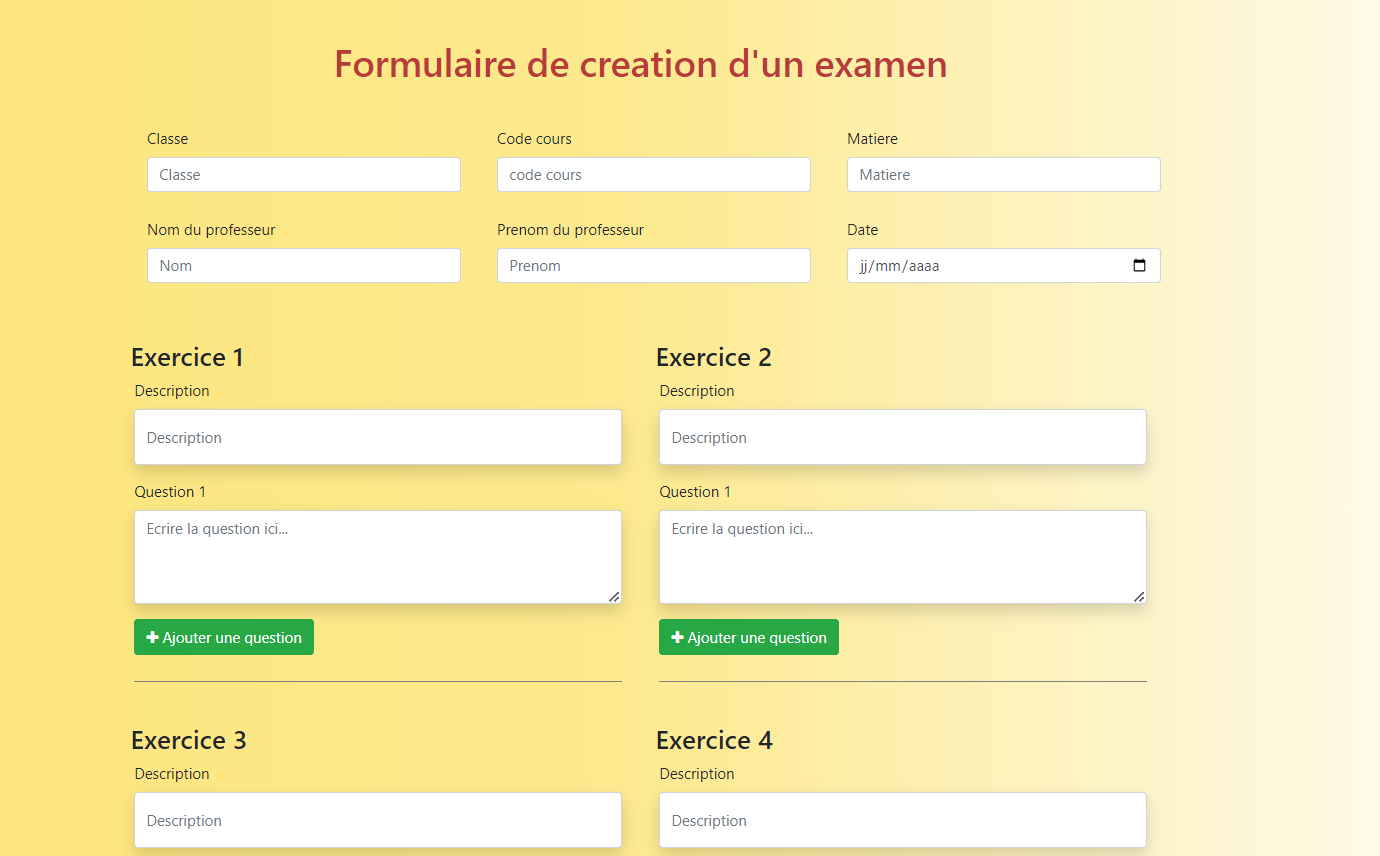 Formulaire de creation d'un examen
Classe Code cours Matiere
Classe code cours Matiere
Nom du professeur Prenom du professeur Date
Nom Prenom jj/mm/aaaa
Exercice 1 Exercice 2
Description Description
Description Description
Question 1 Question 1
Ecrire la question ici... Ecrire la question ici...
Ajouter une question Ajouter une question
Exercice 3 Exercice 4
Description Description
Description Description